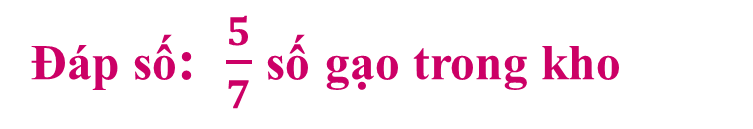 Đáp số: 5/7 số gạo trong kho